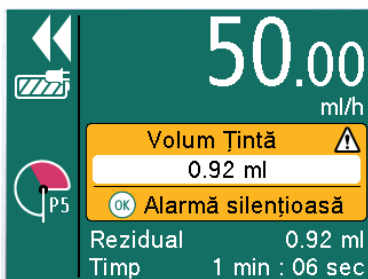 50.00
ml/h
Volum Țintă
0.92 ml
OK Alarmă silențioasă
P5
Rezidual 0.92 ml
Timp 1 min : 06 sec